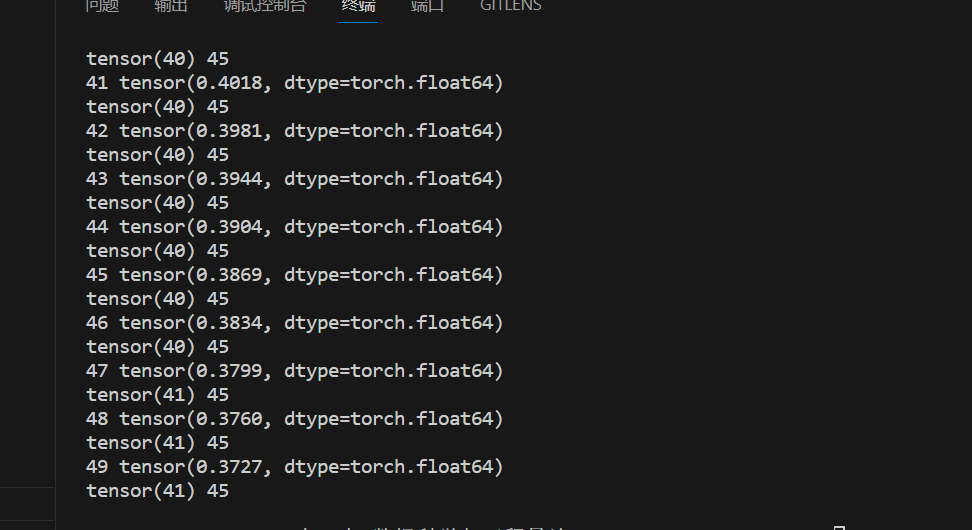 问题 输出 调试控制台 终端 端口 GITLENS
tensor(40) 45
41 tensor(0.4018, dtype=torch.float64)
tensor(40) 45
42 tensor(0.3981, dtype=torch.float64)
tensor(40) 45
43 tensor(0.3944, dtype=torch.float64)
tensor(40) 45
44 tensor(0.3904, dtype=torch.float64)
tensor(40) 45
45 tensor(0.3869, dtype=torch.float64)
tensor(40) 45
46 tensor(0.3834, dtype=torch.float64)
tensor(40) 45
47 tensor(0.3799, dtype=torch.float64)
tensor(41) 45
48 tensor(0.3760, dtype=torch.float64)
tensor(41) 45
49 tensor(0.3727, dtype=torch.float64)
tensor(41) 45